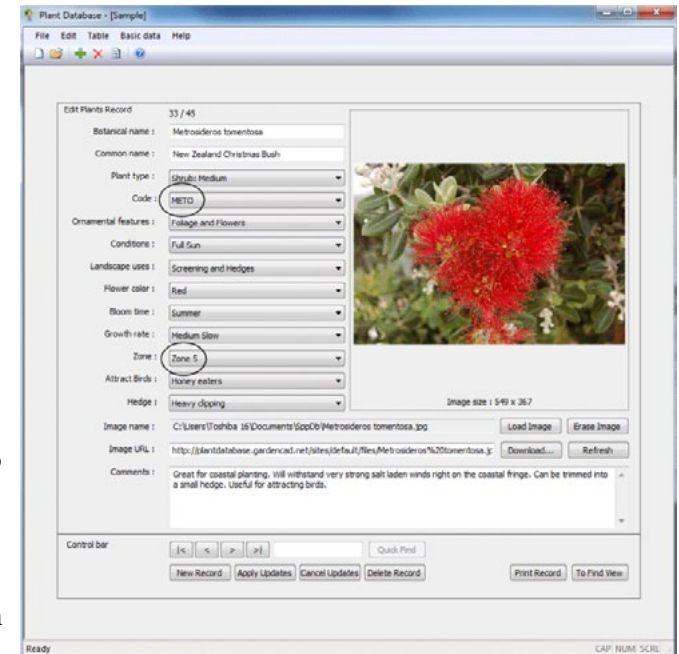 Plant Database - [Sample]
File Edit Table Basic data Help
Edit Plants Record 33 / 45
Botanical name : Metrosideros tomentosa
Common name : New Zealand Christmas Bush
Plant type : Shrub: Medium
Code : METO
Ornamental features : Foliage and Flowers
Conditions : Full Sun
Landscape uses : Screening and Hedges
Flower color : Red
Bloom time : Summer
Growth rate : Medium Slow
Zone : Zone 5
Attract Birds : Honey eaters
Hedge : Heavy clipping
Image size : 549 x 367
Image name : C:\Users\Toshiba 16\Documents\SppDb\Metrosideros tomentosa.jpg Load Image Erase Image
Image URL : http://plantdatabase.gardencad.net/sites/default/files/Metrosideros%20tomentosa.jp Download... Refresh
Comments : Great for coastal planting. Will withstand very strong salt laden winds right on the coastal fringe. Can be trimmed into
a small hedge. Useful for attracting birds.
Control bar |< < > >| Quick Find
New Record Apply Updates Cancel Updates Delete Record Print Record To Find View
Ready CAP NUM SCRL